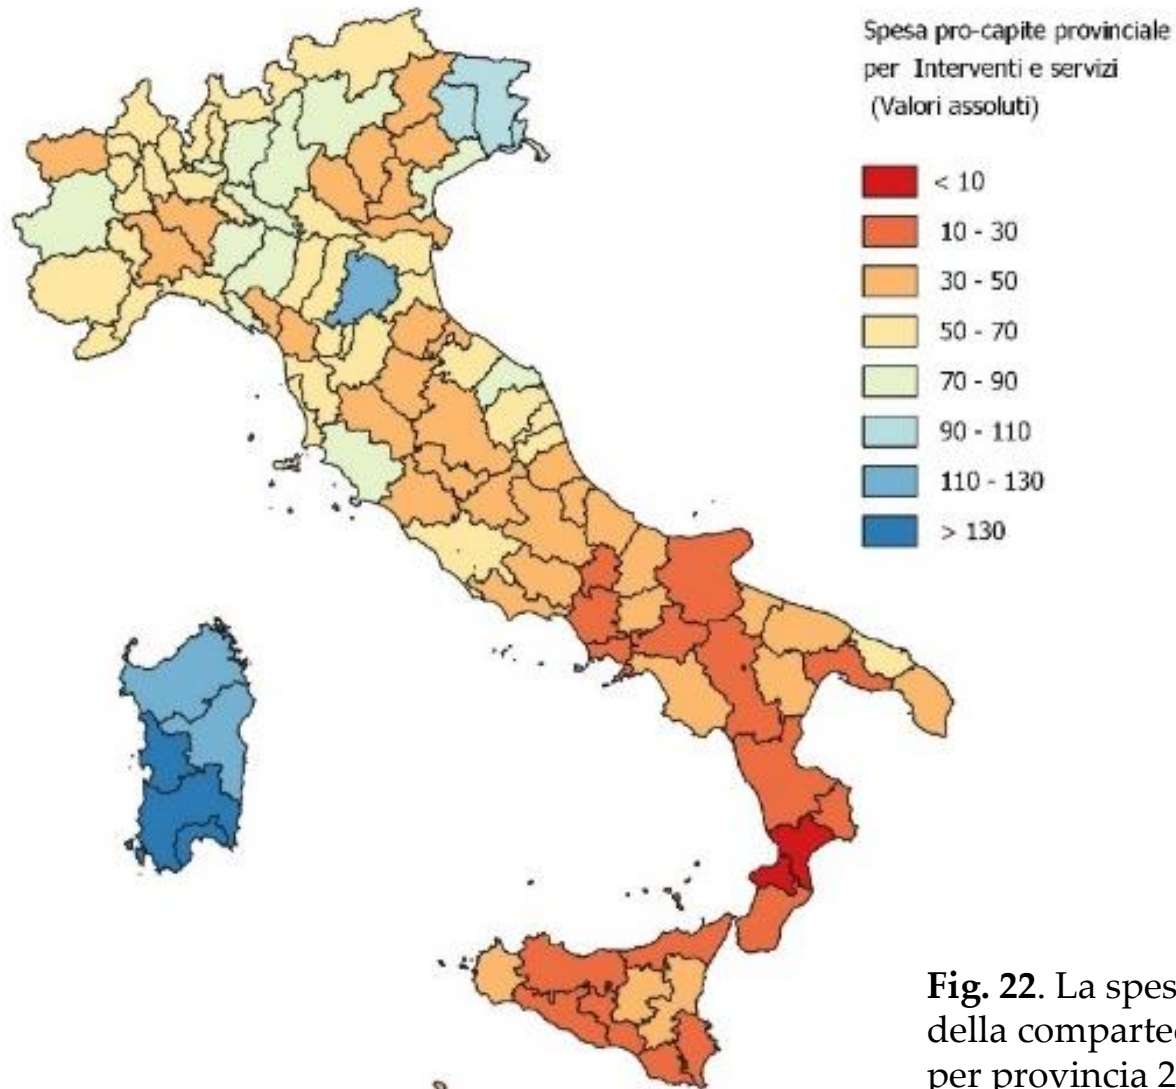 Spesa pro-capite provinciale
per Interventi e servizi
(Valori assoluti)
< 10
10 - 30
30 - 50
50 - 70
70 - 90
90 - 110
110 - 130
> 130
Fig. 22. La spes
della comparteo
per provincia 2